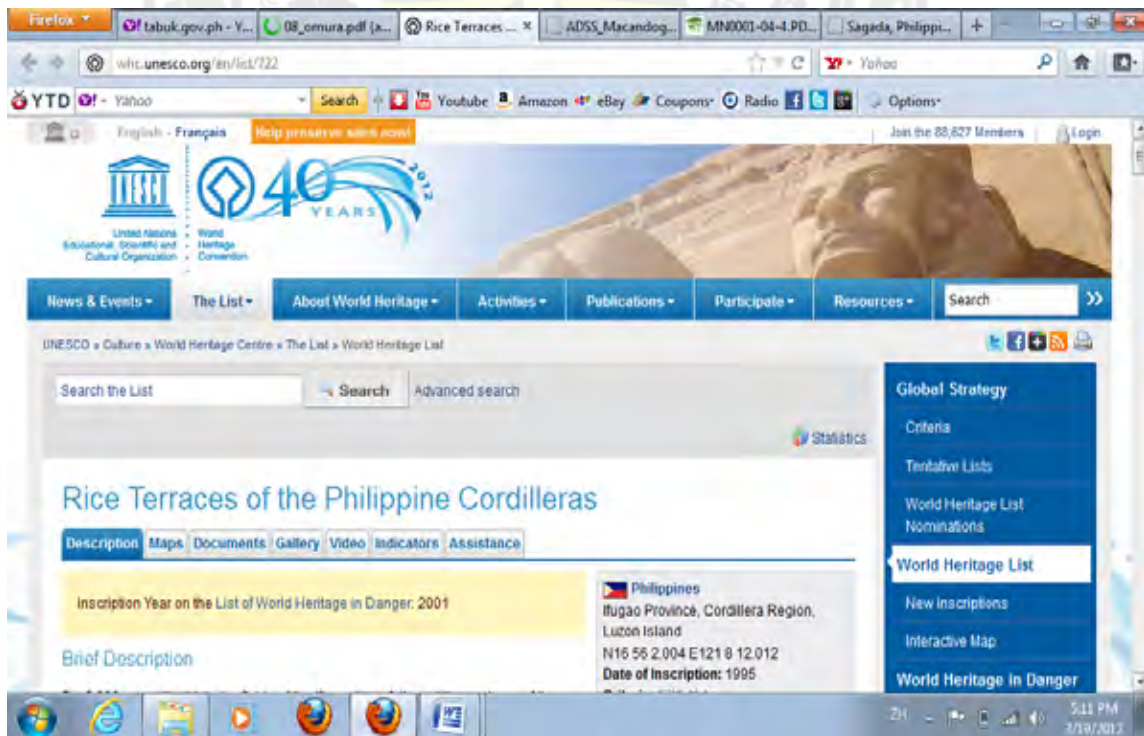 Firefox
tabuk.gov.ph - Y...
08_omura.pdf (a...
Rice Terraces ... ×
ADSS_Macandog...
MN0001-04-4.PD...
Sagada, Philippi...
+
whc.unesco.org/en/list/722
Yahoo
YTD
Yahoo
Search
Youtube
Amazon
eBay
Coupons
Radio
Options
English - Français
Help preserve sites now!
Join the 88,627 Members
Login
UNESCO
United Nations
Educational, Scientific and
Cultural Organization
World
Heritage
Convention
40
YEARS
2012
News & Events
The List
About World Heritage
Activities
Publications
Participate
Resources
Search
UNESCO » Culture » World Heritage Centre » The List » World Heritage List
Search the List
Search
Advanced search
Statistics
Rice Terraces of the Philippine Cordilleras
Description
Maps
Documents
Gallery
Video
Indicators
Assistance
Inscription Year on the List of World Heritage in Danger: 2001
Brief Description
Philippines
Ifugao Province, Cordillera Region,
Luzon Island
N16 56 2.004 E121 8 12.012
Date of Inscription: 1995
Global Strategy
Criteria
Tentative Lists
World Heritage List
Nominations
World Heritage List
New Inscriptions
Interactive Map
World Heritage in Danger
ZH
5:11 PM